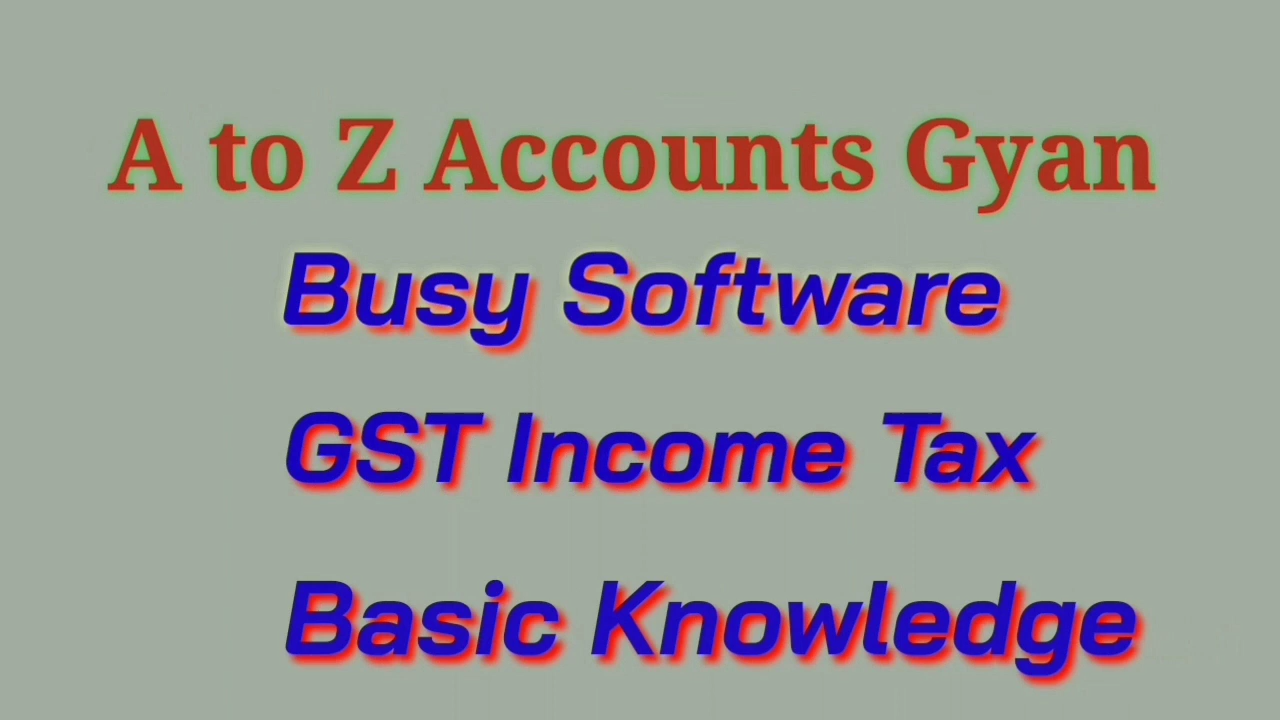 A to Z Accounts Gyan
Busy Software
GST Income Tax
Basic Knowledge